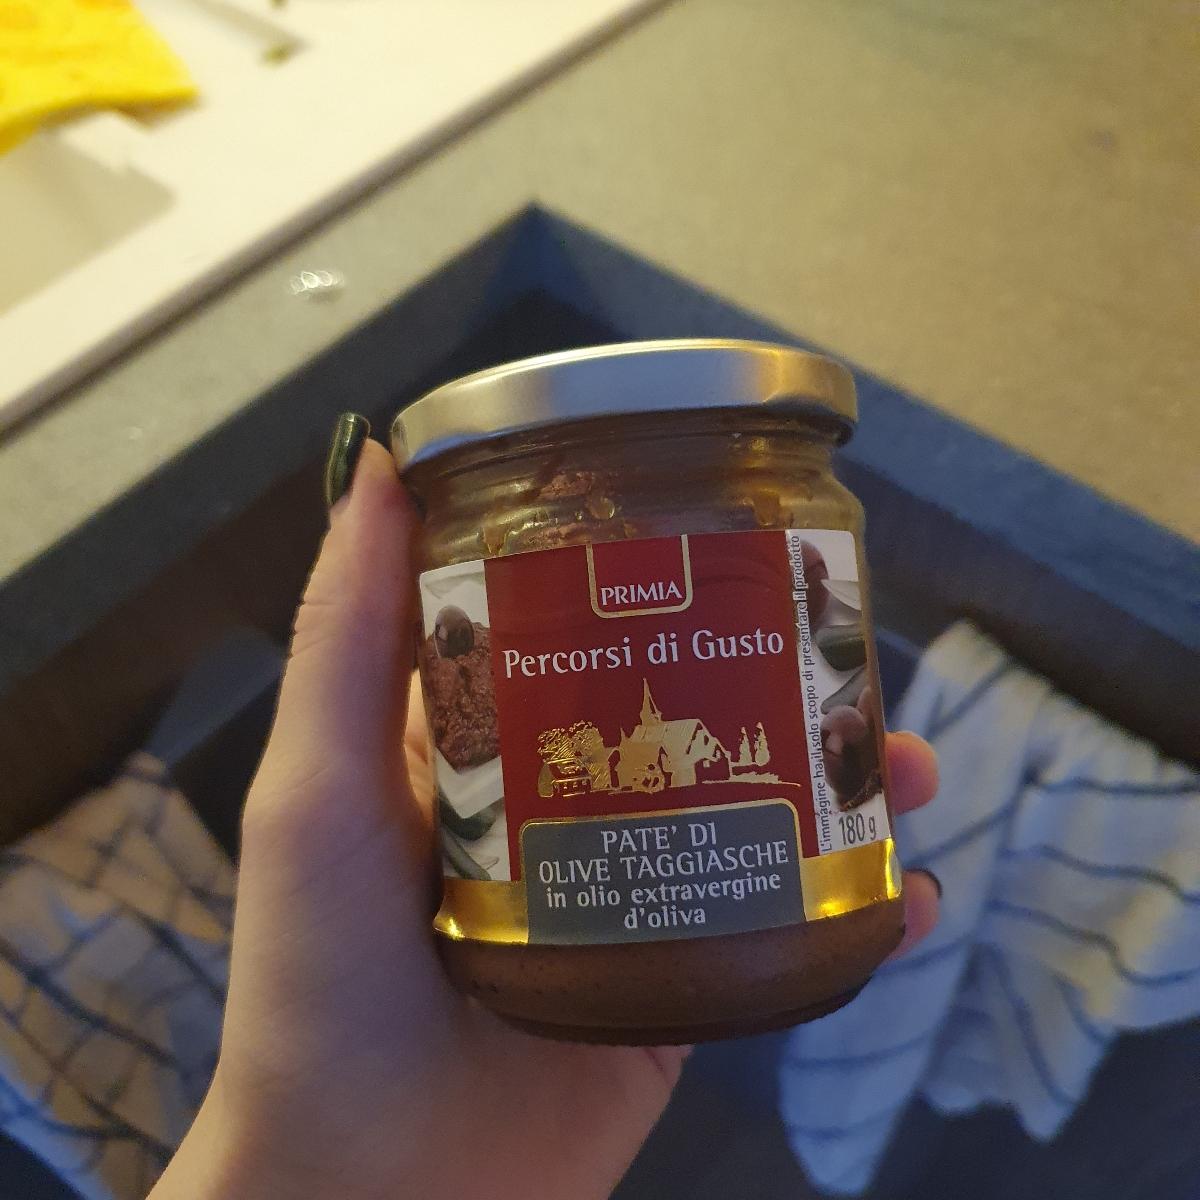 PRIMIA
Percorsi di Gusto
PATE' DI
OLIVE TAGGIASCHE
in olio extravergine
d'oliva
L'immagine ha il solo scopo di presentare il prodotto
180 g